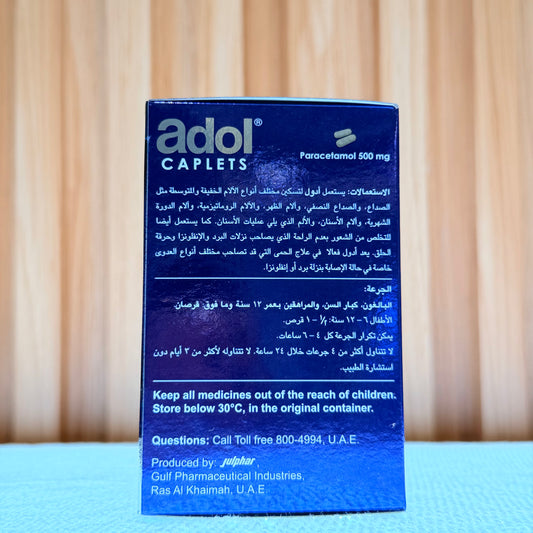 adol®
CAPLETS
Paracetamol 500 mg
الاستعمالات: يستعمل أدول لتسكين مختلف أنواع الآلام الخفيفة والمتوسطة مثل
الصداع، والصداع النصفي، وآلام الظهر، والآلام الروماتيزمية، وآلام الدورة
الشهرية، وآلام الأسنان، والألم الذي يلي عمليات الأسنان. كما يستعمل أيضا
للتخلص من الشعور بعدم الراحة الذي يصاحب نزلات البرد والإنفلونزا وحرقة
الحلق. يعد أدول فعالا في علاج الحمى التي قد تصاحب مختلف أنواع العدوى
خاصة في حالة الإصابة بنزلة برد أو إنفلونزا.
الجرعة:
البالغون، كبار السن، والمراهقين بعمر ١٢ سنة وما فوق: قرصان.
الأطفال ٦ – ١٢ سنة: ½ – ١ قرص.
يمكن تكرار الجرعة كل ٤ – ٦ ساعات.
لا تتناول أكثر من ٤ جرعات خلال ٢٤ ساعة. لا تتناوله لأكثر من ٣ أيام دون
استشارة الطبيب.
Keep all medicines out of the reach of children.
Store below 30°C, in the original container.
Questions: Call Toll free 800-4994, U.A.E.
Produced by: julphar,
Gulf Pharmaceutical Industries,
Ras Al Khaimah, U.A.E.